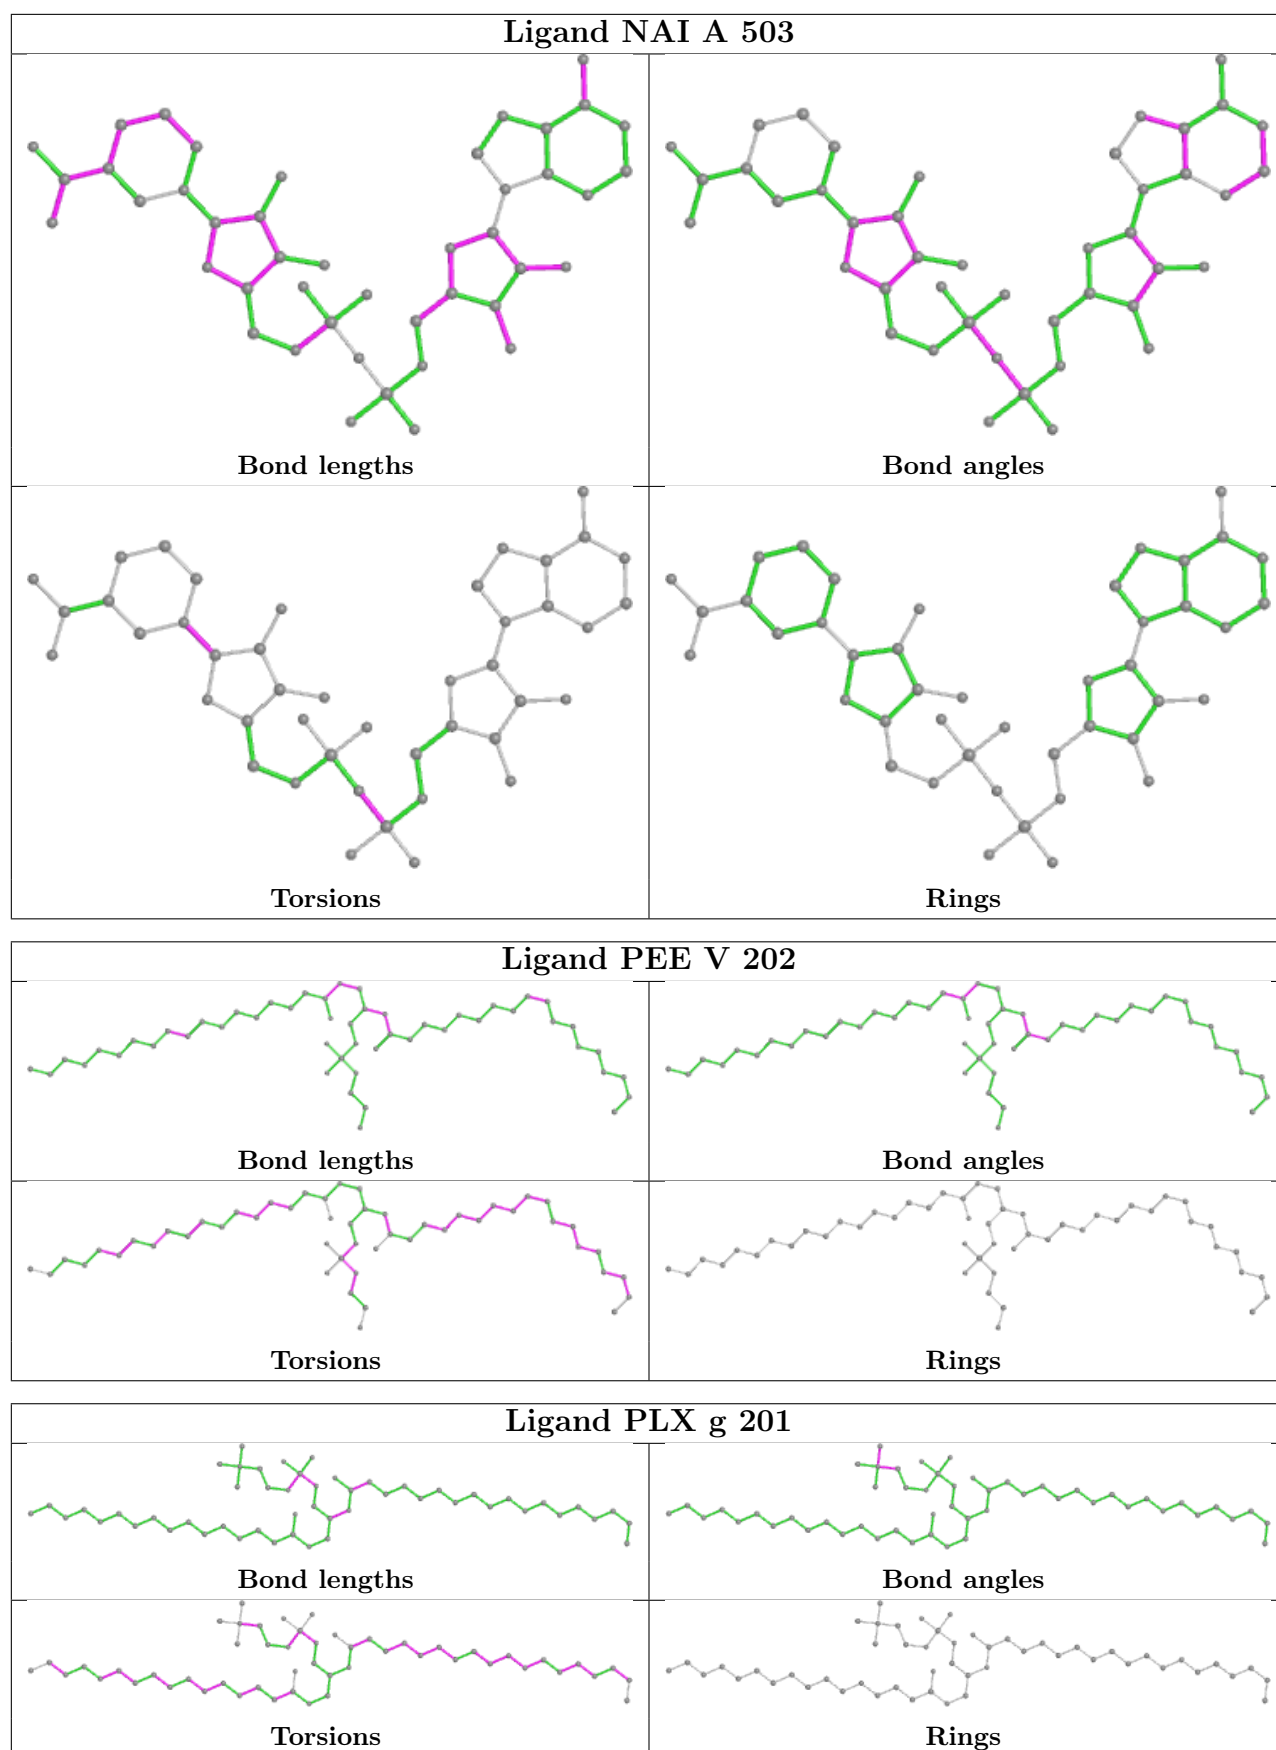 Ligand NAI A 503
Bond lengths
Bond angles
Torsions
Rings
Ligand PEE V 202
Bond lengths
Bond angles
Torsions
Rings
Ligand PLX g 201
Bond lengths
Bond angles
Torsions
Rings